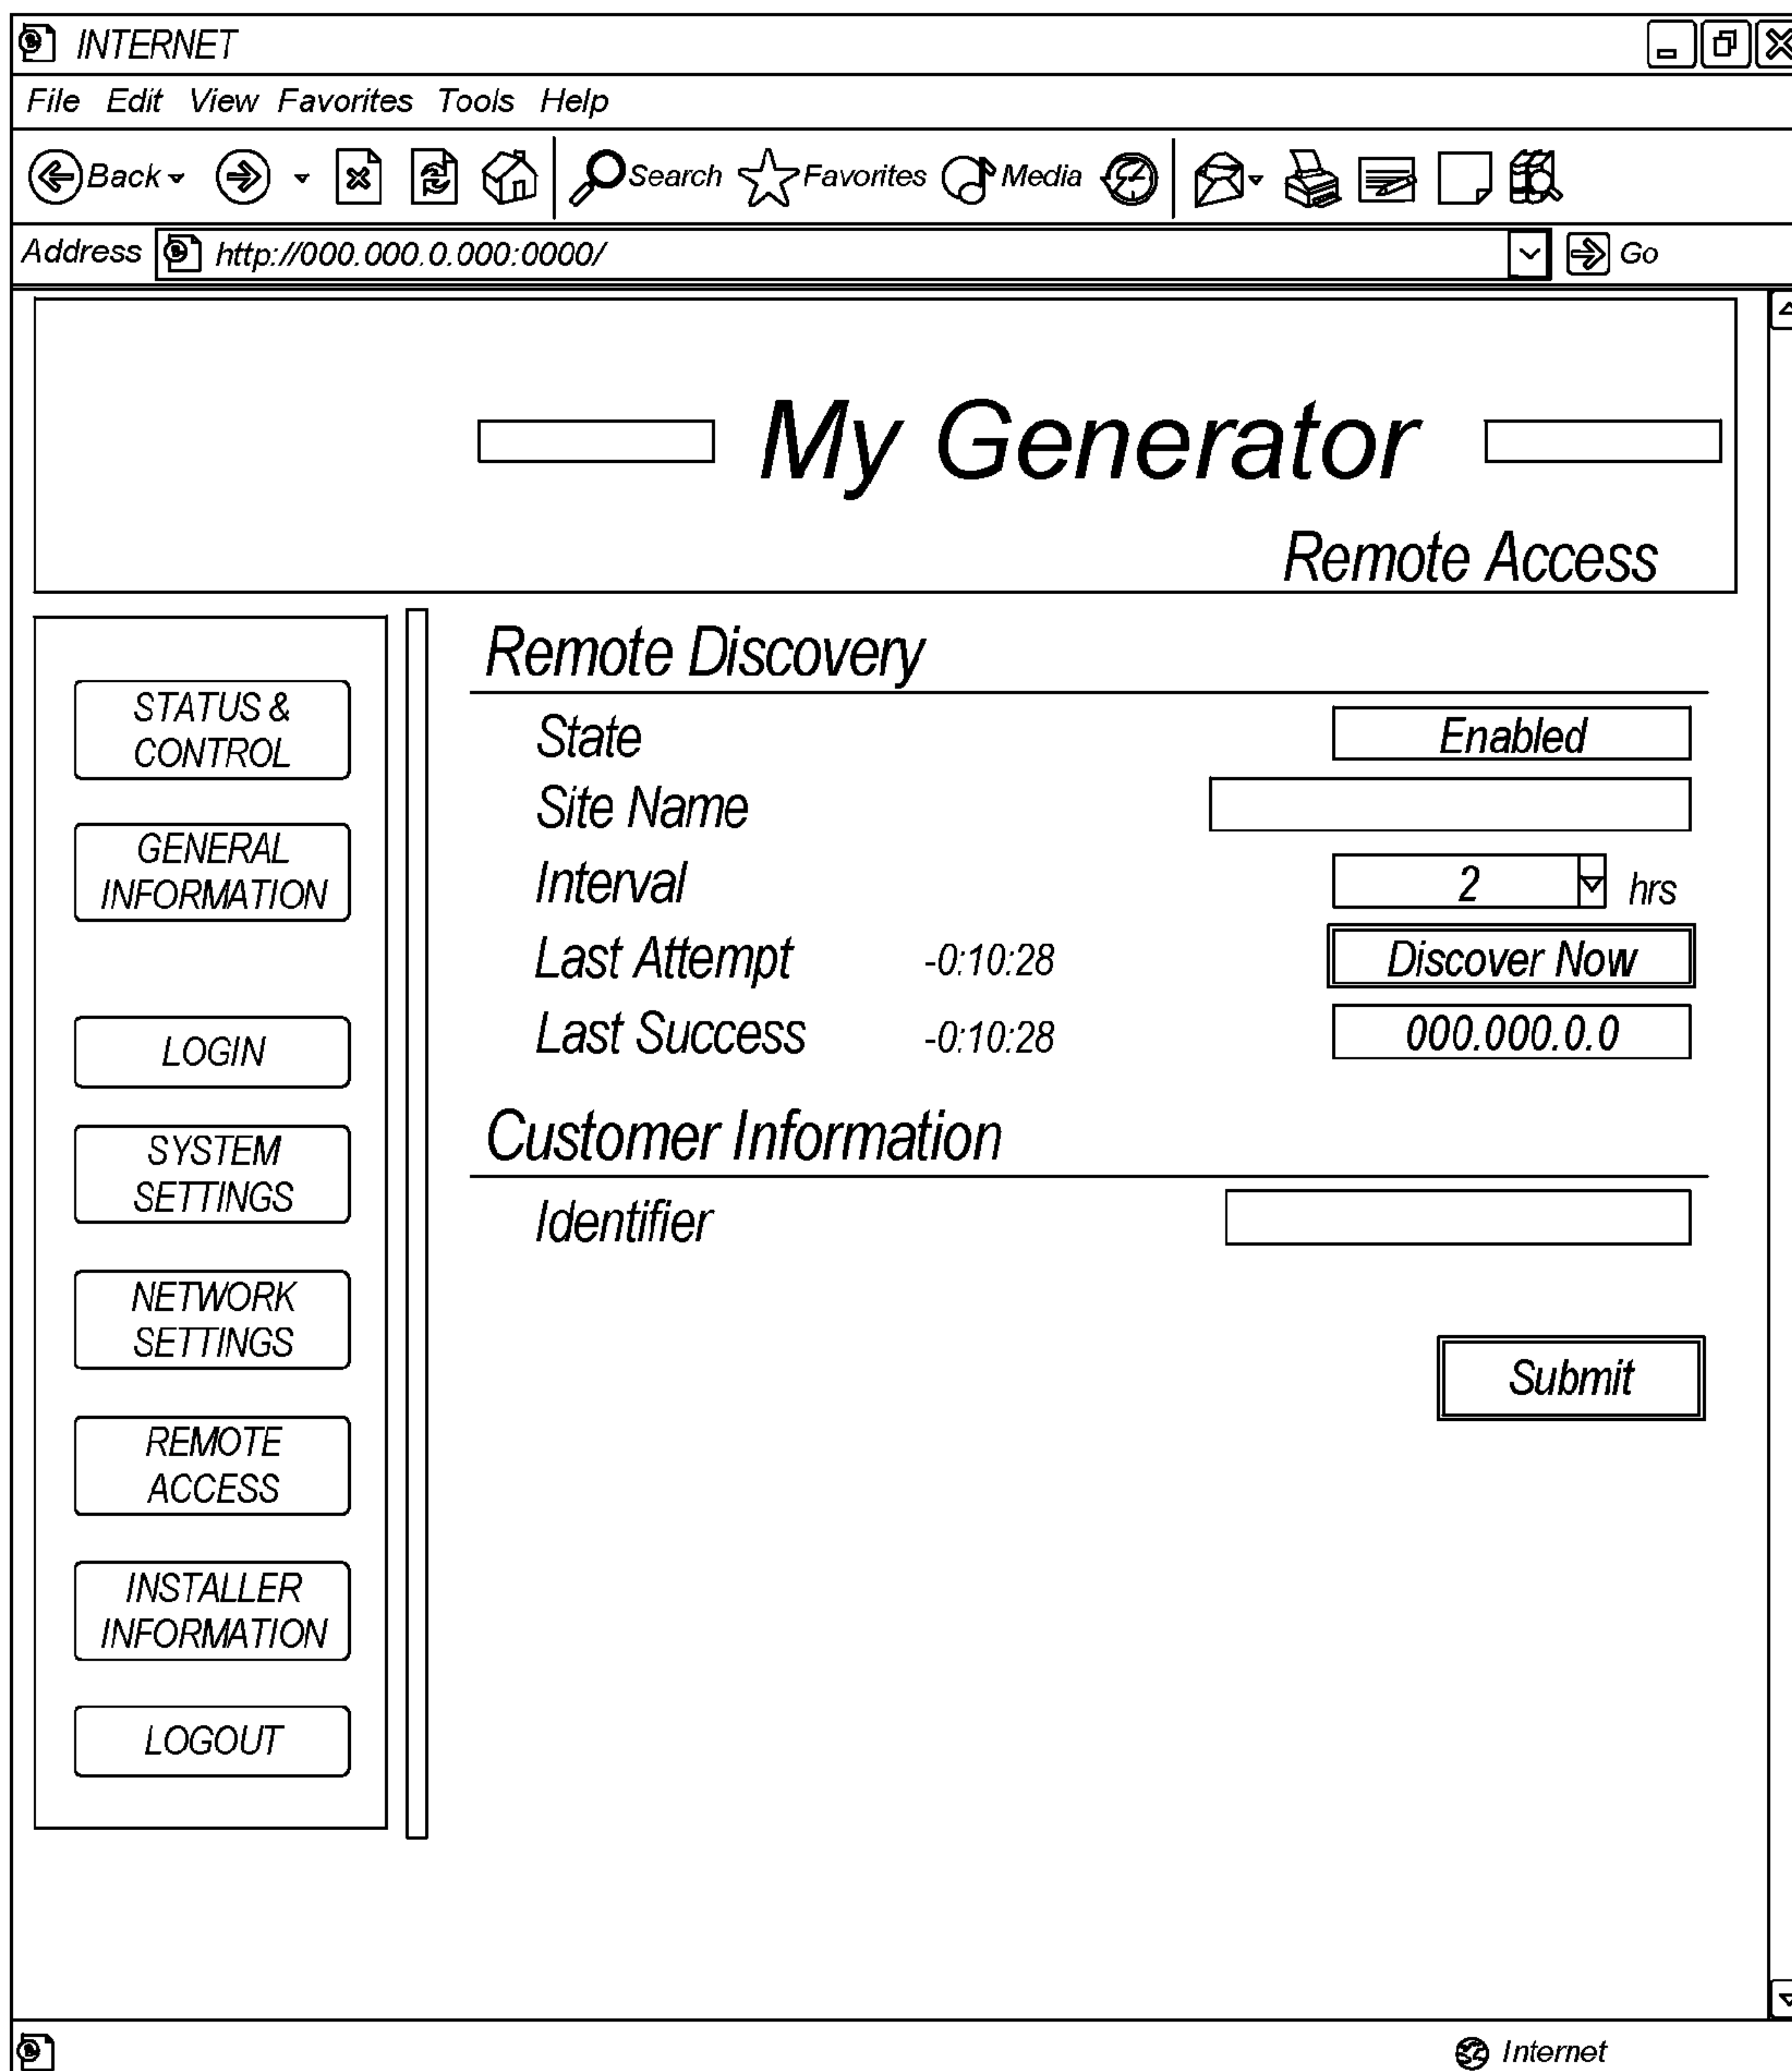 INTERNET
File Edit View Favorites Tools Help
Back Search Favorites Media
Address http://000.000.0.000:0000/ Go
My Generator
Remote Access
STATUS &
CONTROL
GENERAL
INFORMATION
LOGIN
SYSTEM
SETTINGS
NETWORK
SETTINGS
REMOTE
ACCESS
INSTALLER
INFORMATION
LOGOUT
Remote Discovery
State Enabled
Site Name
Interval 2 hrs
Last Attempt -0:10:28 Discover Now
Last Success -0:10:28 000.000.0.0
Customer Information
Identifier
Submit
Internet